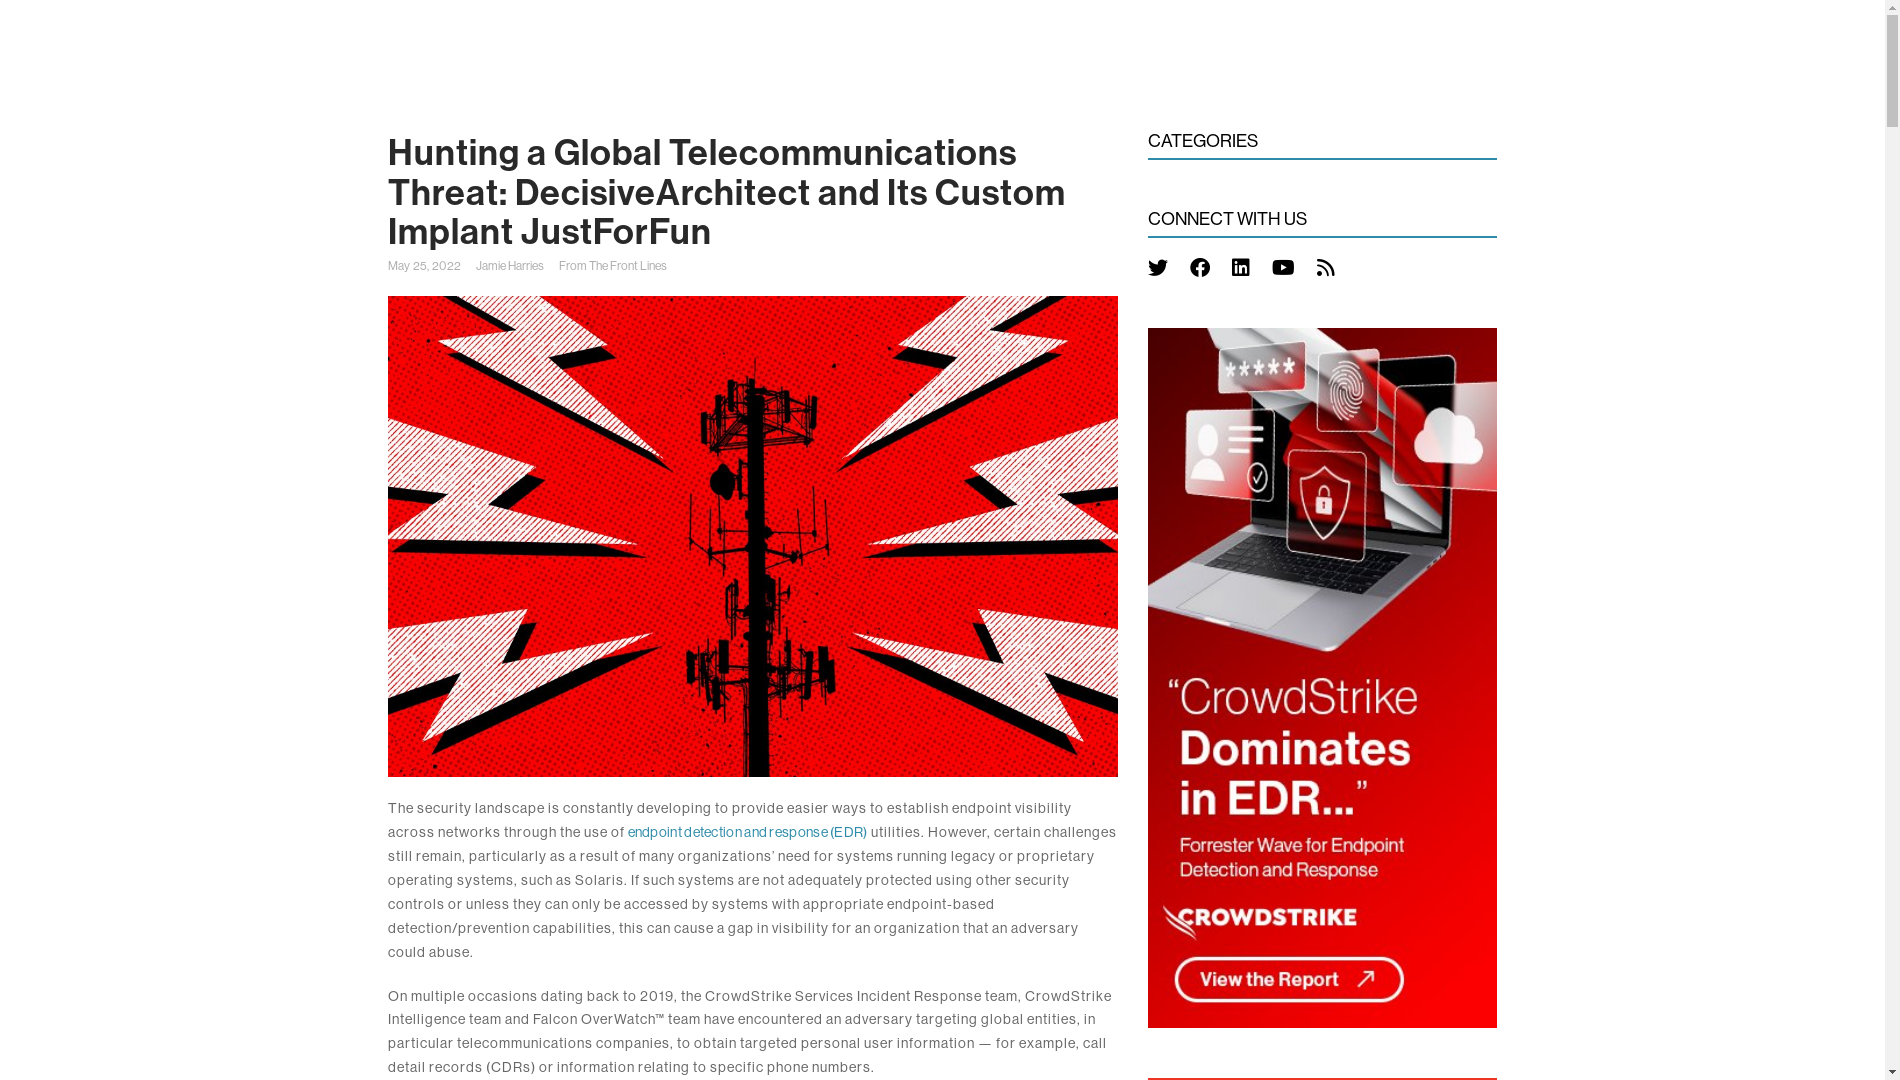 Hunting a Global Telecommunications
Threat: DecisiveArchitect and Its Custom
Implant JustForFun
May 25, 2022 Jamie Harries From The Front Lines
The security landscape is constantly developing to provide easier ways to establish endpoint visibility
across networks through the use of endpoint detection and response (EDR) utilities. However, certain challenges
still remain, particularly as a result of many organizations’ need for systems running legacy or proprietary
operating systems, such as Solaris. If such systems are not adequately protected using other security
controls or unless they can only be accessed by systems with appropriate endpoint-based
detection/prevention capabilities, this can cause a gap in visibility for an organization that an adversary
could abuse.
On multiple occasions dating back to 2019, the CrowdStrike Services Incident Response team, CrowdStrike
Intelligence team and Falcon OverWatch™ team have encountered an adversary targeting global entities, in
particular telecommunications companies, to obtain targeted personal user information — for example, call
detail records (CDRs) or information relating to specific phone numbers.
CATEGORIES
CONNECT WITH US
*****
“CrowdStrike
Dominates
in EDR...”
Forrester Wave for Endpoint
Detection and Response
CROWDSTRIKE
View the Report